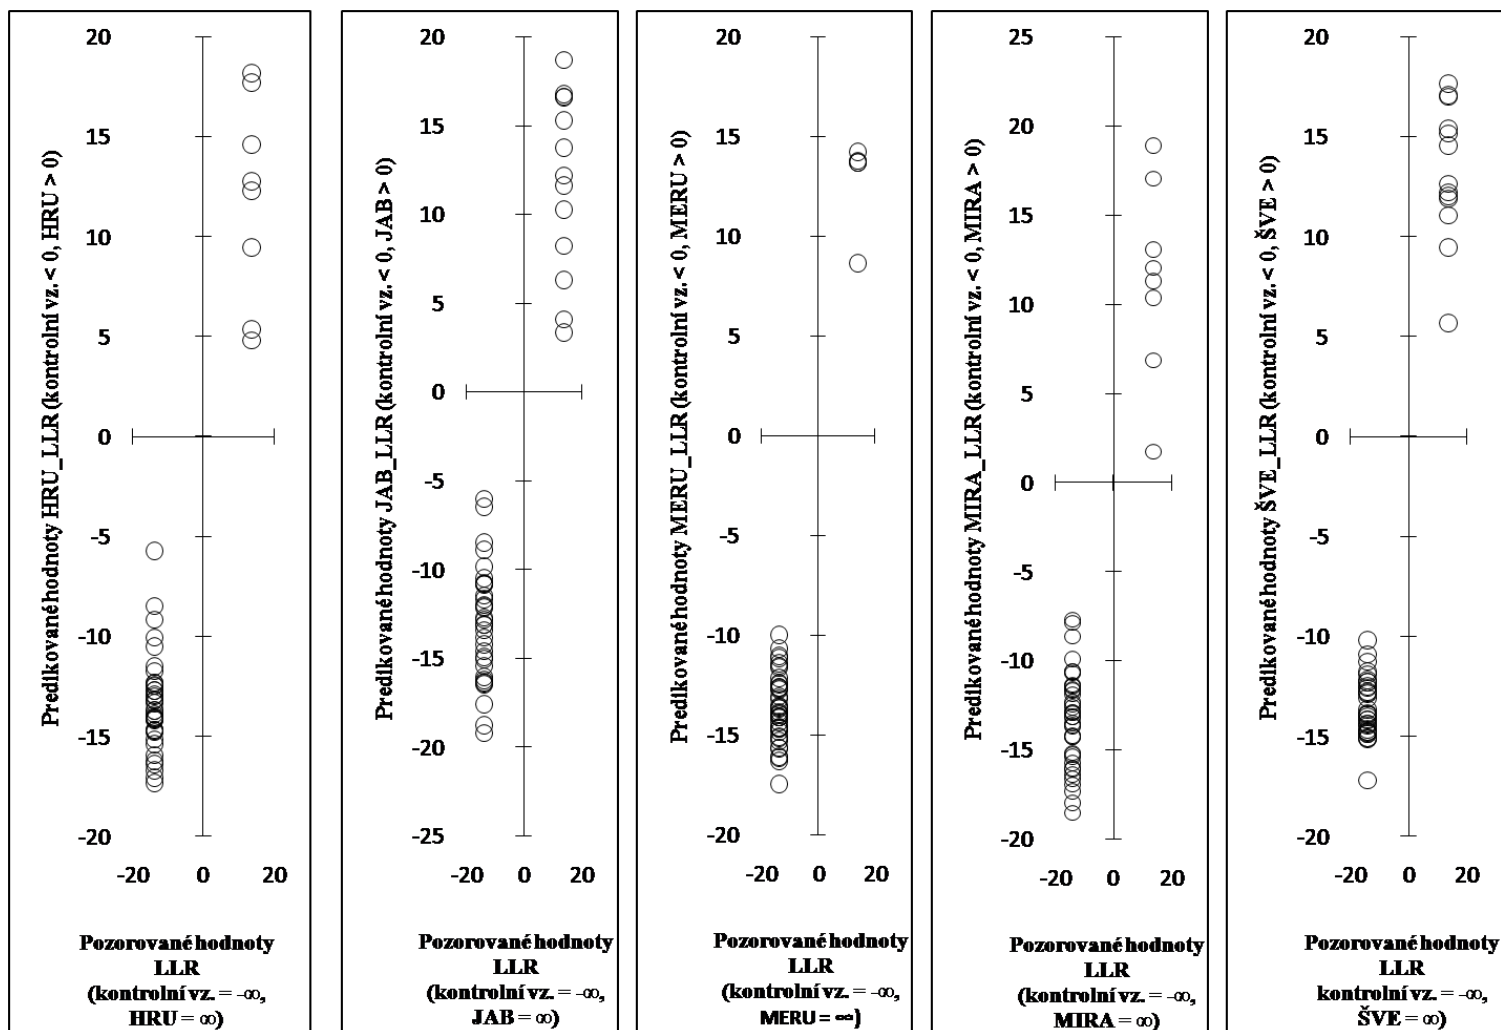 Predikované hodnoty HRU_LLR (kontrolní vz. < 0, HRU > 0)
20
15
10
5
0
-5
-10
-15
-20
-20 0 20
Pozorované hodnoty
LLR
(kontrolní vz. = -∞,
HRU = ∞)
Predikované hodnoty JAB_LLR (kontrolní vz. < 0, JAB > 0)
20
15
10
5
0
-5
-10
-15
-20
-25
-20 0 20
Pozorované hodnoty
LLR
(kontrolní vz. = -∞,
JAB = ∞)
Predikované hodnoty MERU_LLR (kontrolní vz. < 0, MERU > 0)
20
15
10
5
0
-5
-10
-15
-20
-20 0 20
Pozorované hodnoty
LLR
(kontrolní vz. = -∞,
MERU = ∞)
Predikované hodnoty MIRA_LLR (kontrolní vz. < 0, MIRA > 0)
25
20
15
10
5
0
-5
-10
-15
-20
-20 0 20
Pozorované hodnoty
LLR
(kontrolní vz. = -∞,
MIRA = ∞)
Predikované hodnoty ŠVE_LLR (kontrolní vz. < 0, ŠVE > 0)
20
15
10
5
0
-5
-10
-15
-20
-20 0 20
Pozorované hodnoty
LLR
kontrolní vz. = -∞,
ŠVE = ∞)